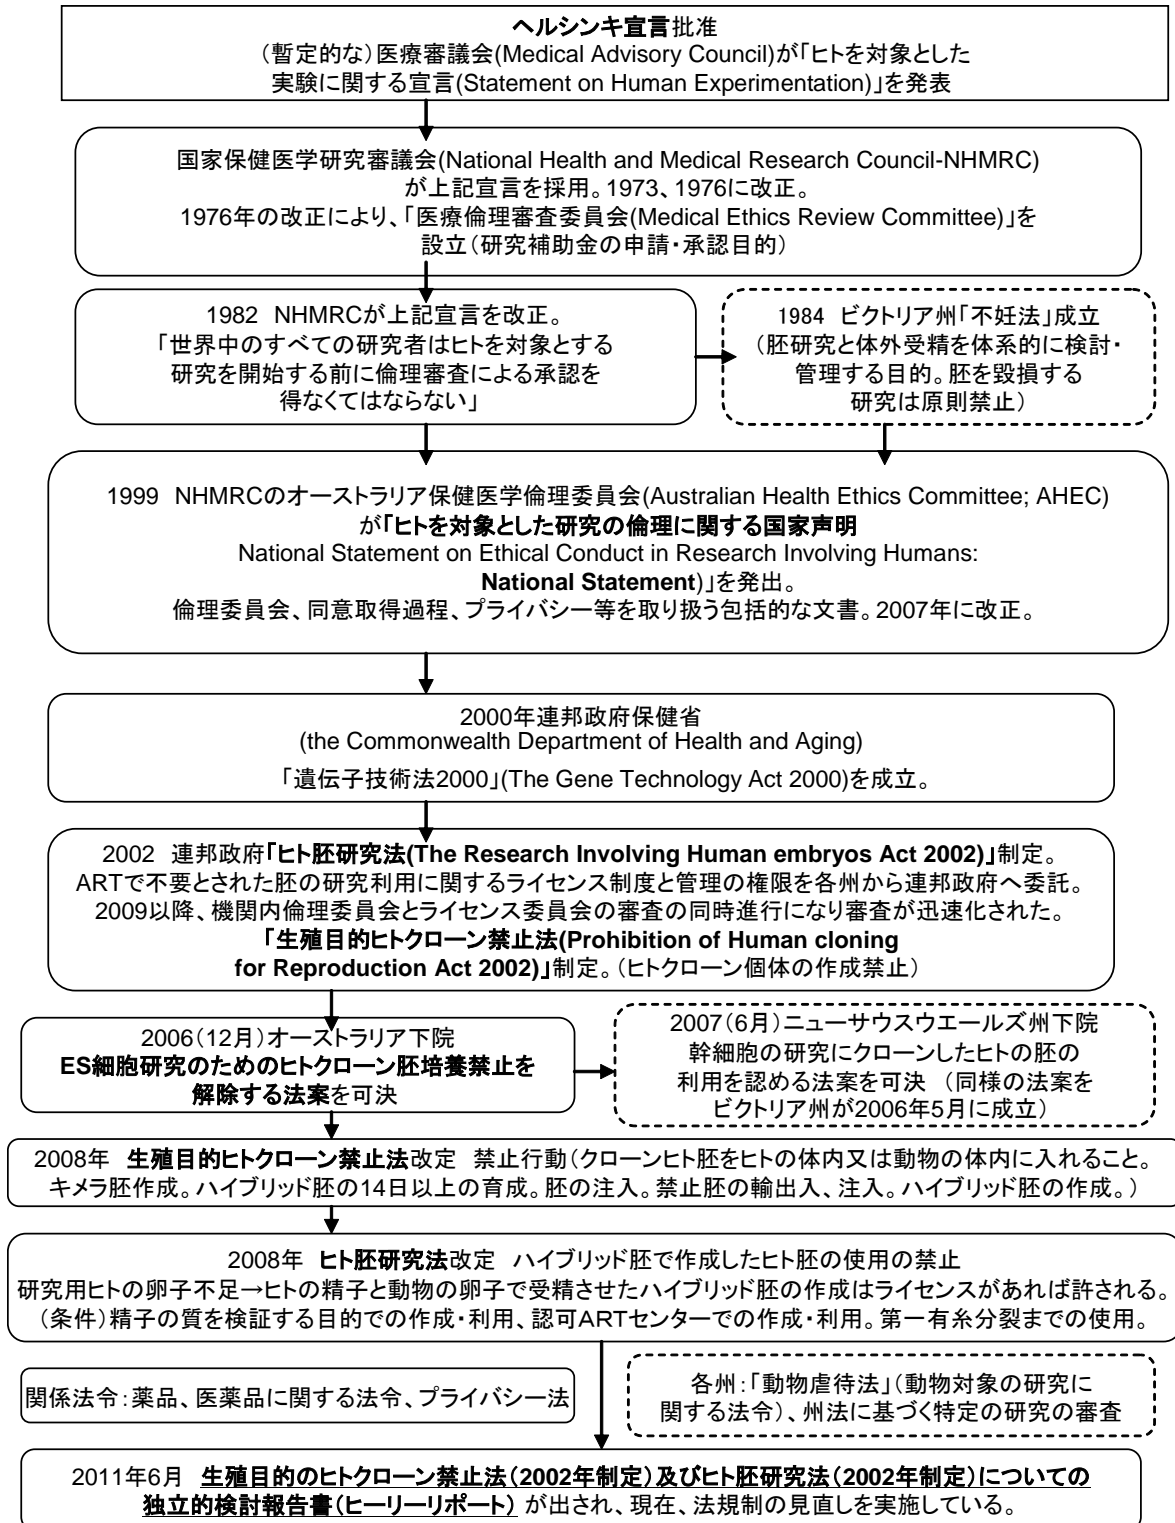 ヘルシンキ宣言批准
(暫定的な)医療審議会(Medical Advisory Council)が「ヒトを対象とした
実験に関する宣言(Statement on Human Experimentation)」を発表
国家保健医学研究審議会(National Health and Medical Research Council-NHMRC)
が上記宣言を採用。1973、1976に改正。
1976年の改正により、「医療倫理審査委員会(Medical Ethics Review Committee)」を
設立(研究補助金の申請・承認目的)
1982 NHMRCが上記宣言を改正。
「世界中のすべての研究者はヒトを対象とする
研究を開始する前に倫理審査による承認を
得なくてはならない」
1984 ビクトリア州「不妊法」成立
(胚研究と体外受精を体系的に検討・
管理する目的。胚を毀損する
研究は原則禁止)
1999 NHMRCのオーストラリア保健医学倫理委員会(Australian Health Ethics Committee; AHEC)
が「ヒトを対象とした研究の倫理に関する国家声明
National Statement on Ethical Conduct in Research Involving Humans:
National Statement)」を発出。
倫理委員会、同意取得過程、プライバシー等を取り扱う包括的な文書。2007年に改正。
2000年連邦政府保健省
(the Commonwealth Department of Health and Aging)
「遺伝子技術法2000」(The Gene Technology Act 2000)を成立。
2002 連邦政府「ヒト胚研究法(The Research Involving Human embryos Act 2002)」制定。
ARTで不要とされた胚の研究利用に関するライセンス制度と管理の権限を各州から連邦政府へ委託。
2009以降、機関内倫理委員会とライセンス委員会の審査の同時進行になり審査が迅速化された。
「生殖目的ヒトクローン禁止法(Prohibition of Human cloning
for Reproduction Act 2002)」制定。(ヒトクローン個体の作成禁止)
2006(12月)オーストラリア下院
ES細胞研究のためのヒトクローン胚培養禁止を
解除する法案を可決
2007(6月)ニューサウスウエールズ州下院
幹細胞の研究にクローンしたヒトの胚の
利用を認める法案を可決 (同様の法案を
ビクトリア州が2006年5月に成立)
2008年 生殖目的ヒトクローン禁止法改定 禁止行動(クローンヒト胚をヒトの体内又は動物の体内に入れること。
キメラ胚作成。ハイブリッド胚の14日以上の育成。胚の注入。禁止胚の輸出入、注入。ハイブリッド胚の作成。)
2008年 ヒト胚研究法改定 ハイブリッド胚で作成したヒト胚の使用の禁止
研究用ヒトの卵子不足→ヒトの精子と動物の卵子で受精させたハイブリッド胚の作成はライセンスがあれば許される。
(条件)精子の質を検証する目的での作成・利用、認可ARTセンターでの作成・利用。第一有糸分裂までの使用。
関係法令:薬品、医薬品に関する法令、プライバシー法
各州:「動物虐待法」(動物対象の研究に
関する法令)、州法に基づく特定の研究の審査
2011年6月 生殖目的のヒトクローン禁止法(2002年制定)及びヒト胚研究法(2002年制定)についての
独立的検討報告書(ヒーリーリポート) が出され、現在、法規制の見直しを実施している。